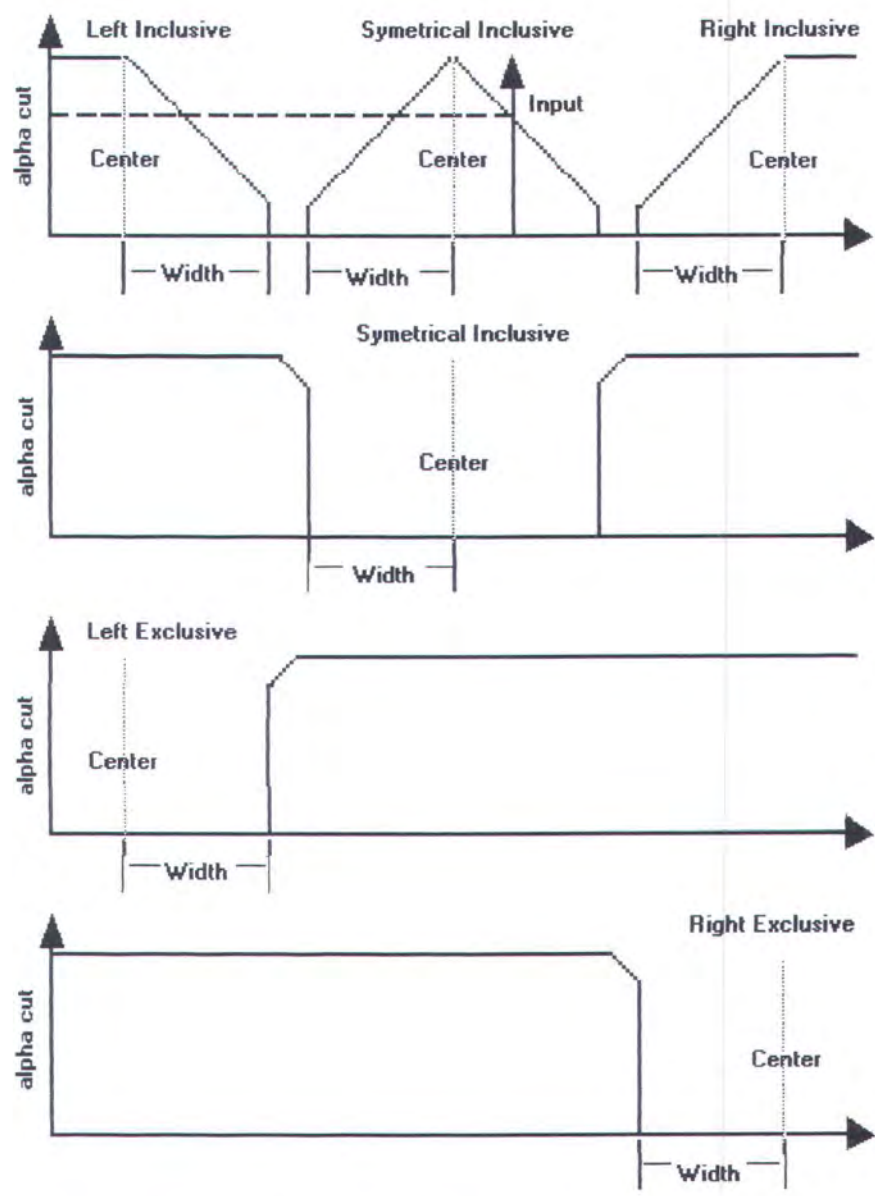 Left Inclusive
Symetrical Inclusive
Right Inclusive
Input
alpha cut
Center
Center
Center
Width
Width
Width
Symetrical Inclusive
alpha cut
Center
Width
Left Exclusive
alpha cut
Center
Width
Right Exclusive
alpha cut
Center
Width